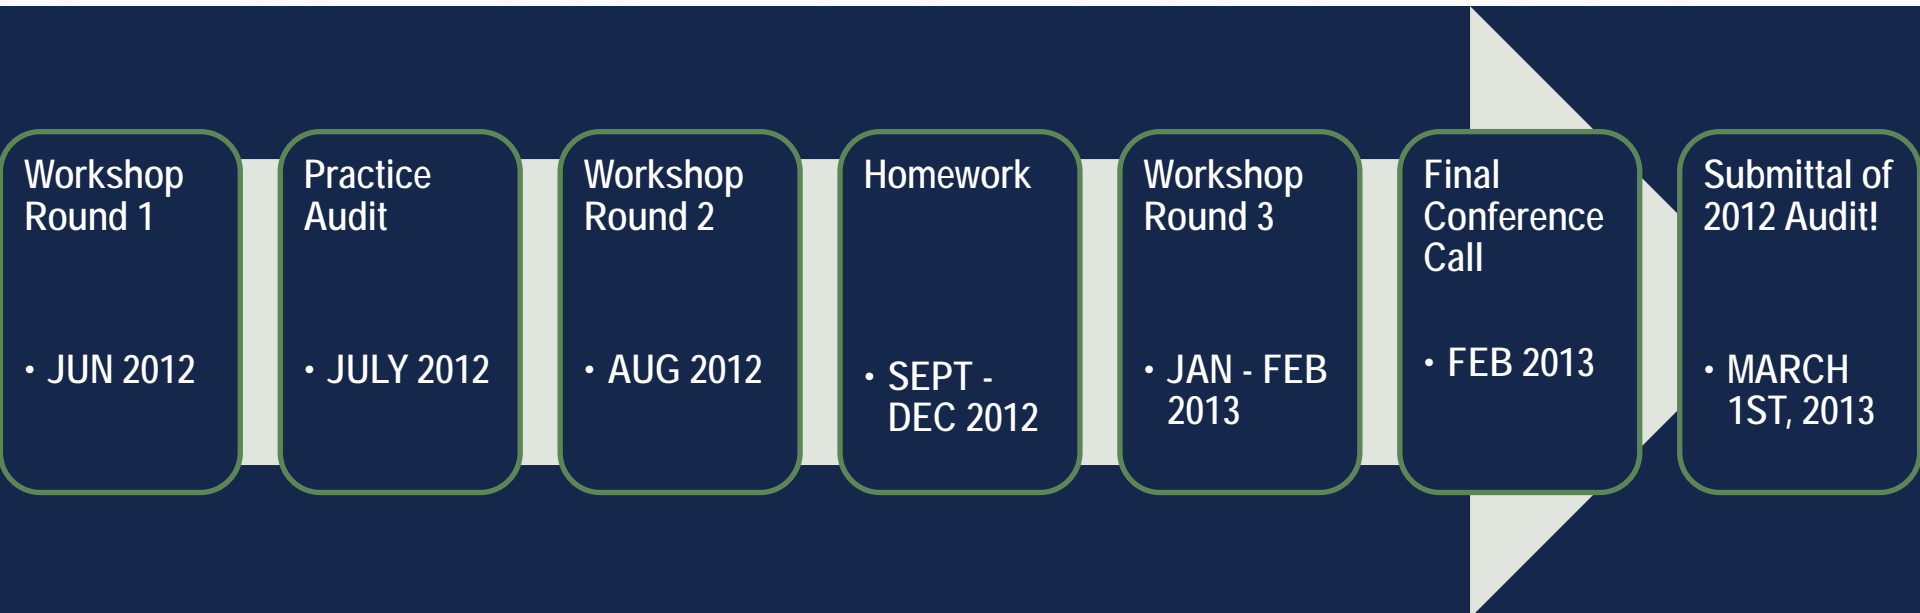 Workshop
Round 1
• JUN 2012
Practice
Audit
• JULY 2012
Workshop
Round 2
• AUG 2012
Homework
• SEPT -
DEC 2012
Workshop
Round 3
• JAN - FEB
2013
Final
Conference
Call
• FEB 2013
Submittal of
2012 Audit!
• MARCH
1ST, 2013